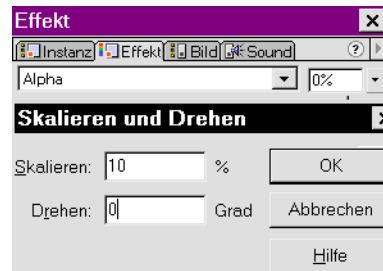 Effekt
Instanz Effekt Bild Sound ?
Alpha 0%
Skalieren und Drehen
Skalieren: 10 % OK
Drehen: 0 Grad Abbrechen
Hilfe